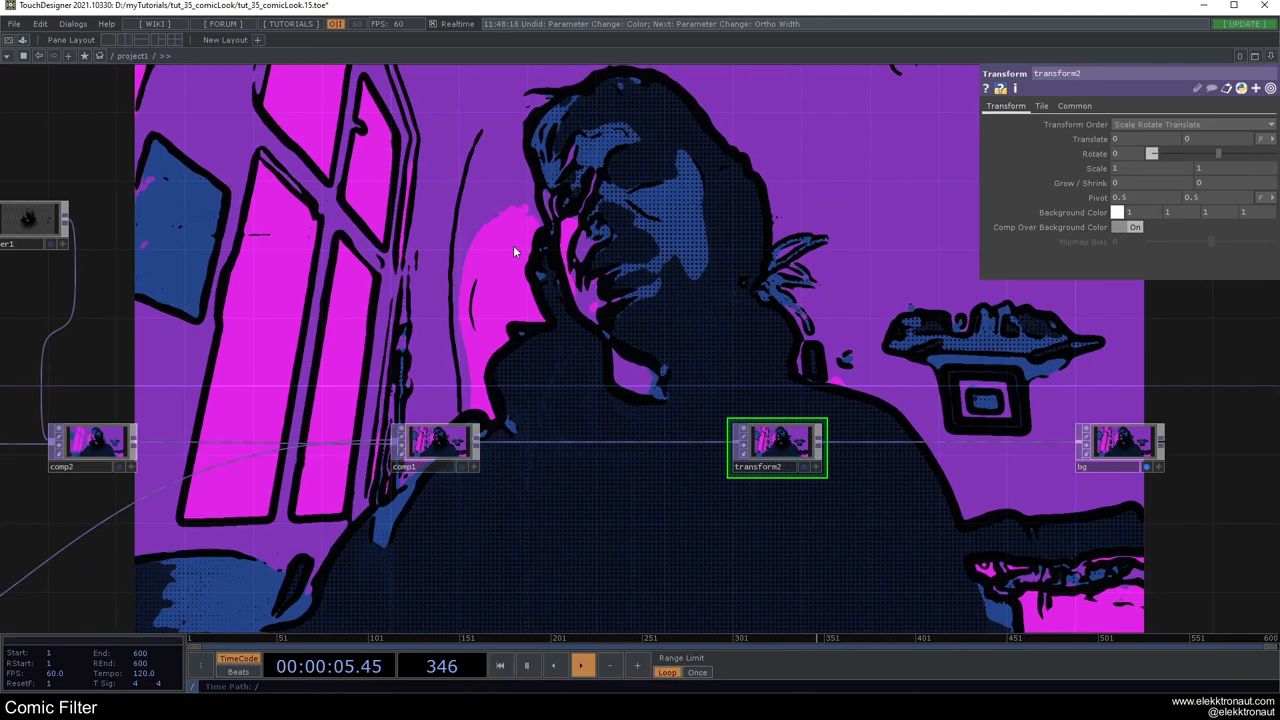 TouchDesigner 2021.10330: D:/myTutorials/tut_35_comicLook/tut_35_comicLook.15.toe*
File Edit Dialogs Help [ WIKI ] [ FORUM ] [ TUTORIALS ] O|I 60 FPS: 60 Realtime 11:48:18 Undid: Parameter Change: Color; Next: Parameter Change: Ortho Width [ UPDATE ]
Pane Layout New Layout +
/ project1 / >>
Transform transform2
Transform Tile Common
Transform Order Scale Rotate Translate
Translate 0 0 F
Rotate 0
Scale 1 1
Grow / Shrink 0 0
Pivot 0.5 0.5 F
Background Color 1 1 1 1
Comp Over Background Color On
Mipmap Bias 0
er1
comp2 comp1 transform2 bg
1 51 101 151 201 251 301 351 401 451 501 551 600
Start: 1 End: 600
RStart: 1 REnd: 600
FPS: 60.0 Tempo: 120.0
ResetF: 1 T Sig: 4 4
TimeCode
Beats
00:00:05.45 346
Range Limit
Loop Once
/ Time Path: /
Comic Filter
www.elekktronaut.com
@elekktronaut